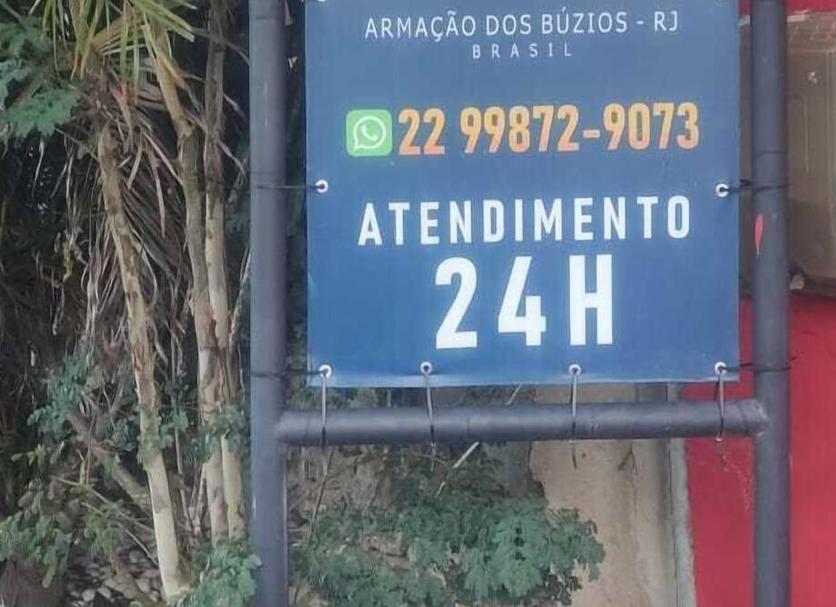 ARMAÇÃO DOS BÚZIOS - RJ
BRASIL
22 99872-9073
ATENDIMENTO
24H